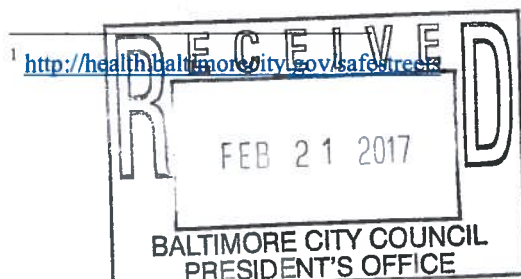 RECEIVED
1 http://health.baltimorecity.gov/safestreets
FEB 21 2017
BALTIMORE CITY COUNCIL
PRESIDENT'S OFFICE